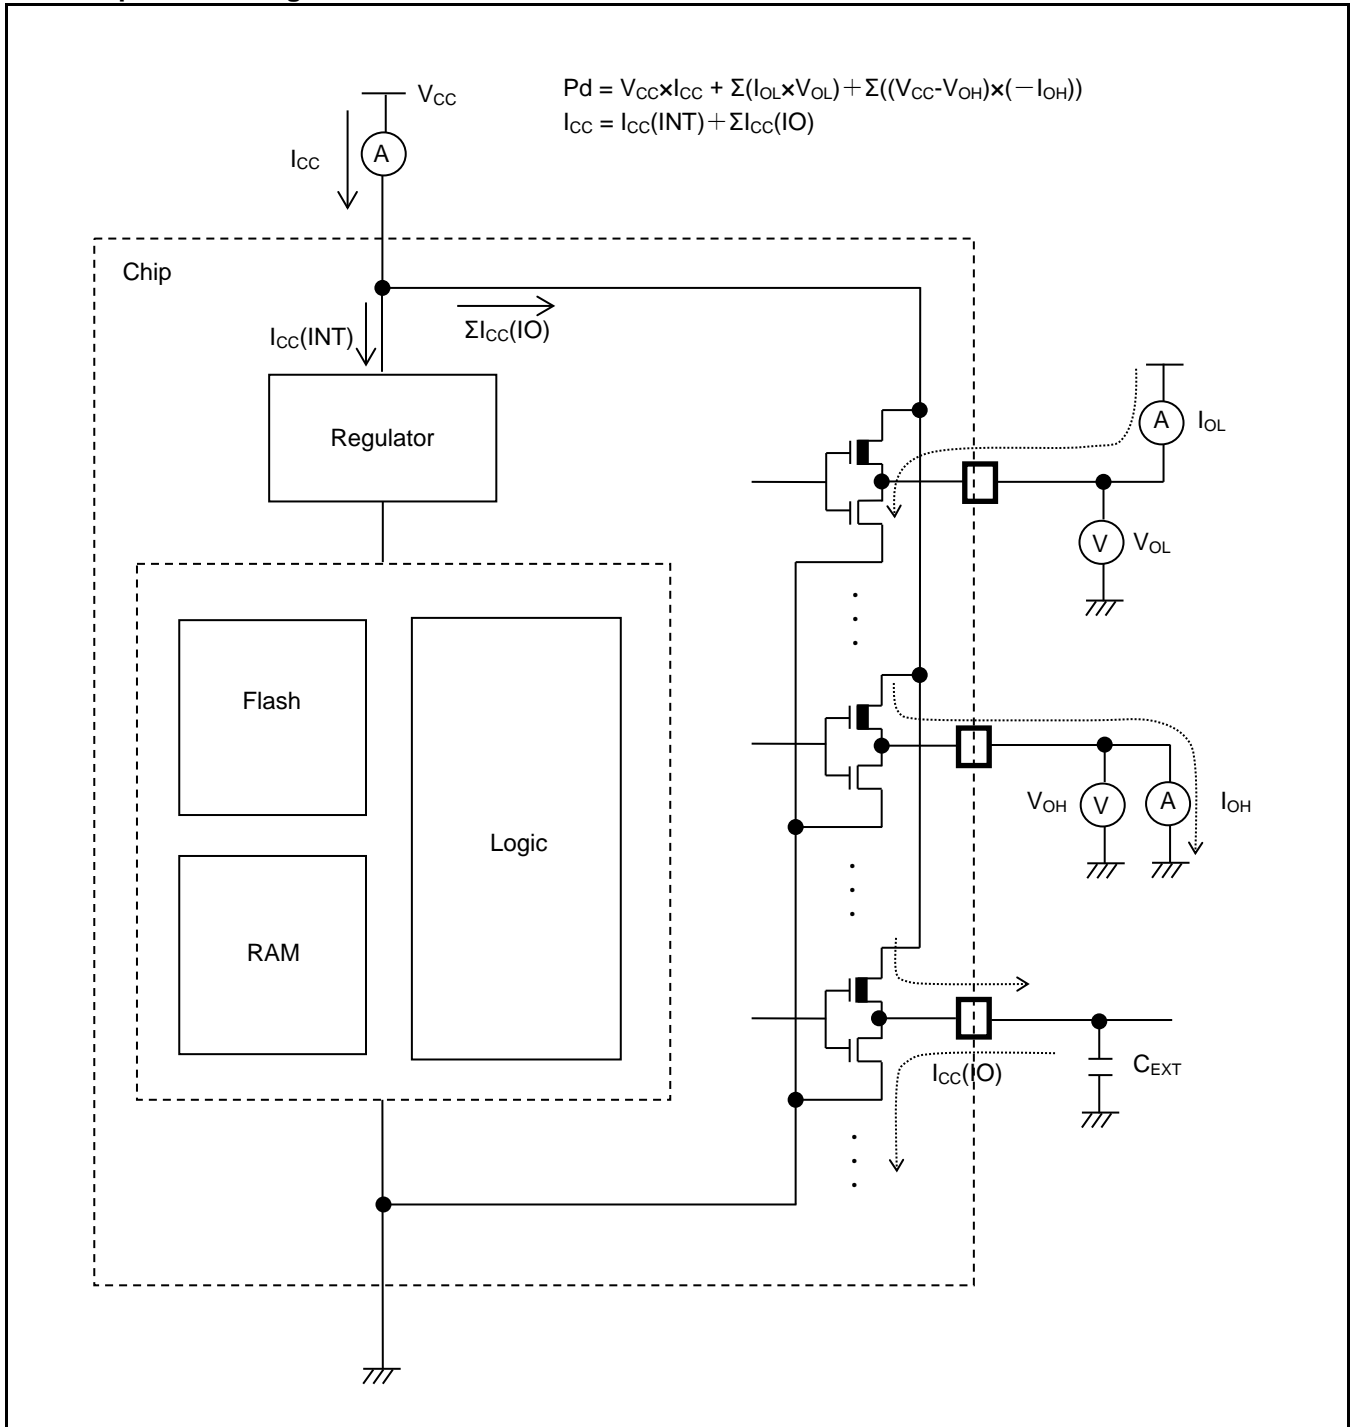 Pd = VCC×ICC + Σ(IOL×VOL)+Σ((VCC-VOH)×(-IOH))
ICC = ICC(INT)+ΣICC(IO)
VCC
A
ICC
Chip
ICC(INT)
ΣICC(IO)
Regulator
A
IOL
V
VOL
Flash
Logic
RAM
VOH
V
A
IOH
ICC(IO)
CEXT